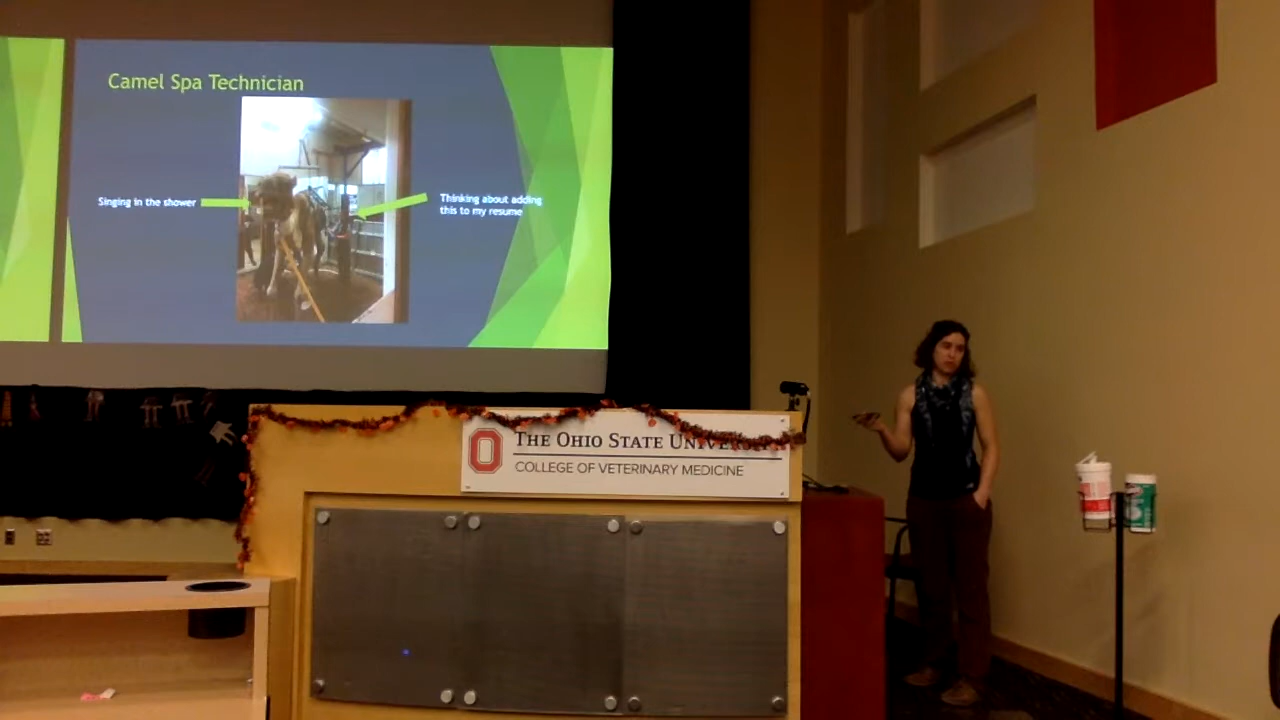 Camel Spa Technician
Singing in the shower
Thinking about adding
this to my resume
THE OHIO STATE UNIVERSITY
COLLEGE OF VETERINARY MEDICINE